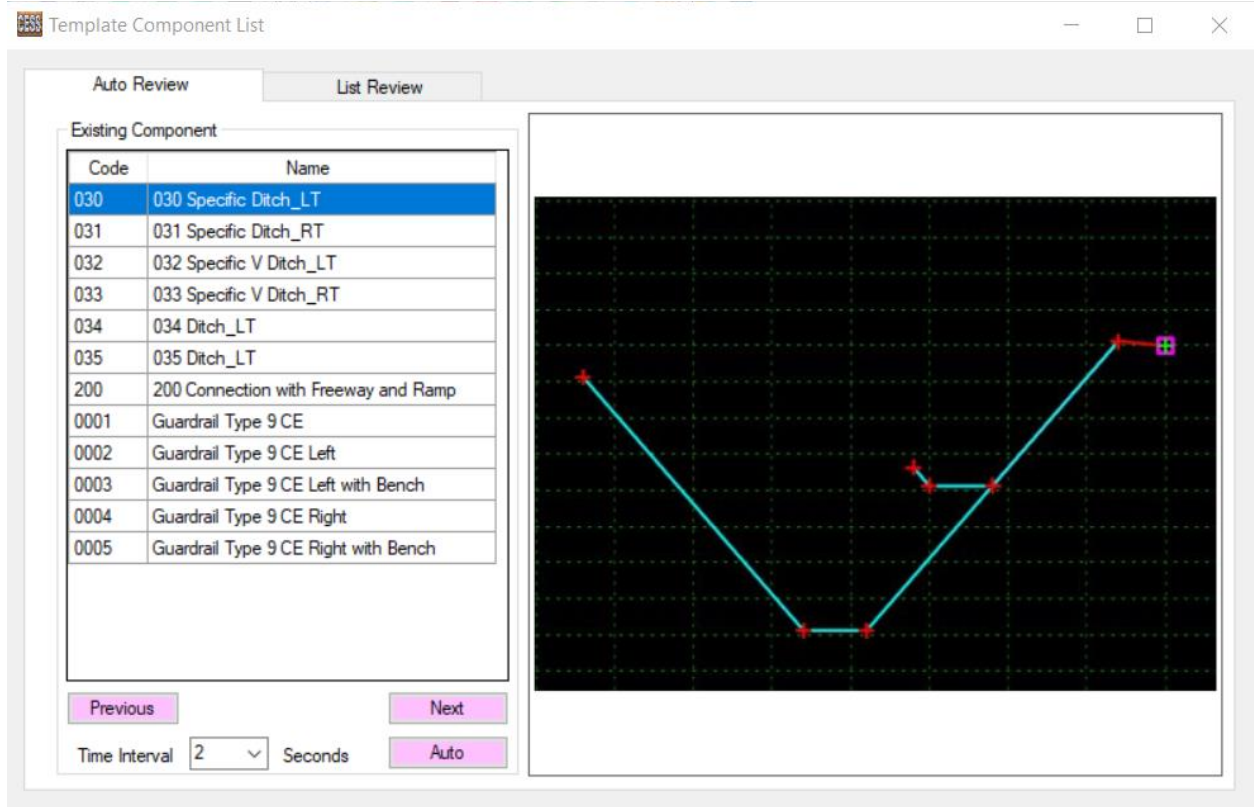 CESS Template Component List
Auto Review List Review
Existing Component
Code Name
030 030 Specific Ditch_LT
031 031 Specific Ditch_RT
032 032 Specific V Ditch_LT
033 033 Specific V Ditch_RT
034 034 Ditch_LT
035 035 Ditch_LT
200 200 Connection with Freeway and Ramp
0001 Guardrail Type 9 CE
0002 Guardrail Type 9 CE Left
0003 Guardrail Type 9 CE Left with Bench
0004 Guardrail Type 9 CE Right
0005 Guardrail Type 9 CE Right with Bench
Previous Next
Time Interval 2 Seconds Auto